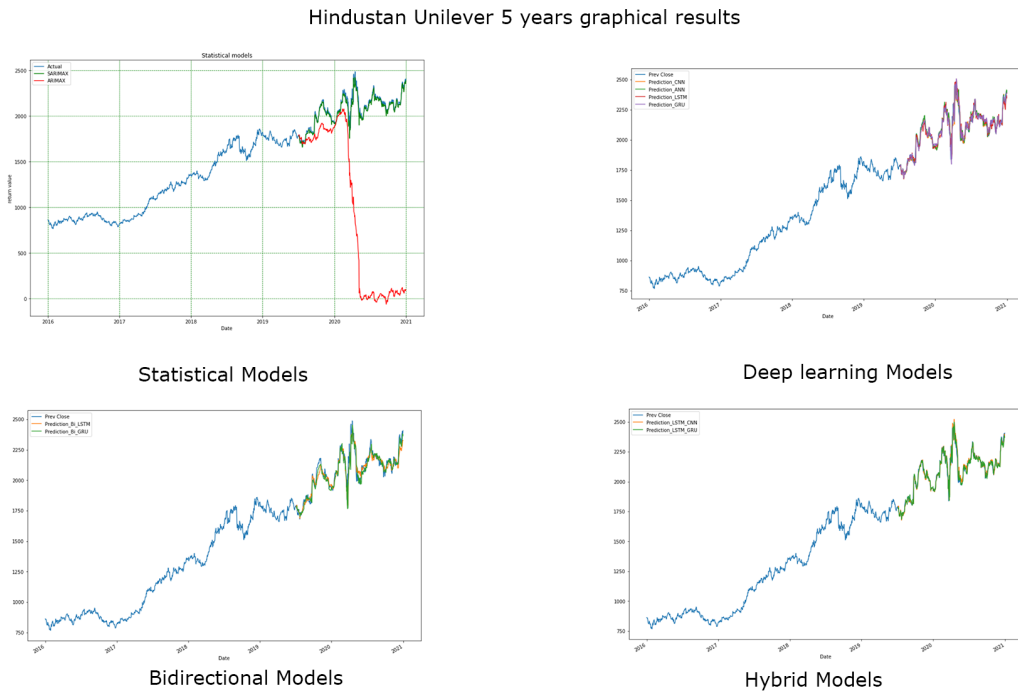 Hindustan Unilever 5 years graphical results
Statistical models
Actual
SARIMAX
ARIMAX
return value
2500
2000
1500
1000
500
0
2016
2017
2018
2019
2020
2021
Date
Statistical Models
Prev Close
Prediction_CNN
Prediction_ANN
Prediction_LSTM
Prediction_GRU
2500
2250
2000
1750
1500
1250
1000
750
2016
2017
2018
2019
2020
2021
Date
Deep learning Models
Prev Close
Prediction_Bi_LSTM
Prediction_Bi_GRU
2500
2250
2000
1750
1500
1250
1000
750
2016
2017
2018
2019
2020
2021
Date
Bidirectional Models
Prev Close
Prediction_LSTM_CNN
Prediction_LSTM_GRU
2500
2250
2000
1750
1500
1250
1000
750
2016
2017
2018
2019
2020
2021
Date
Hybrid Models